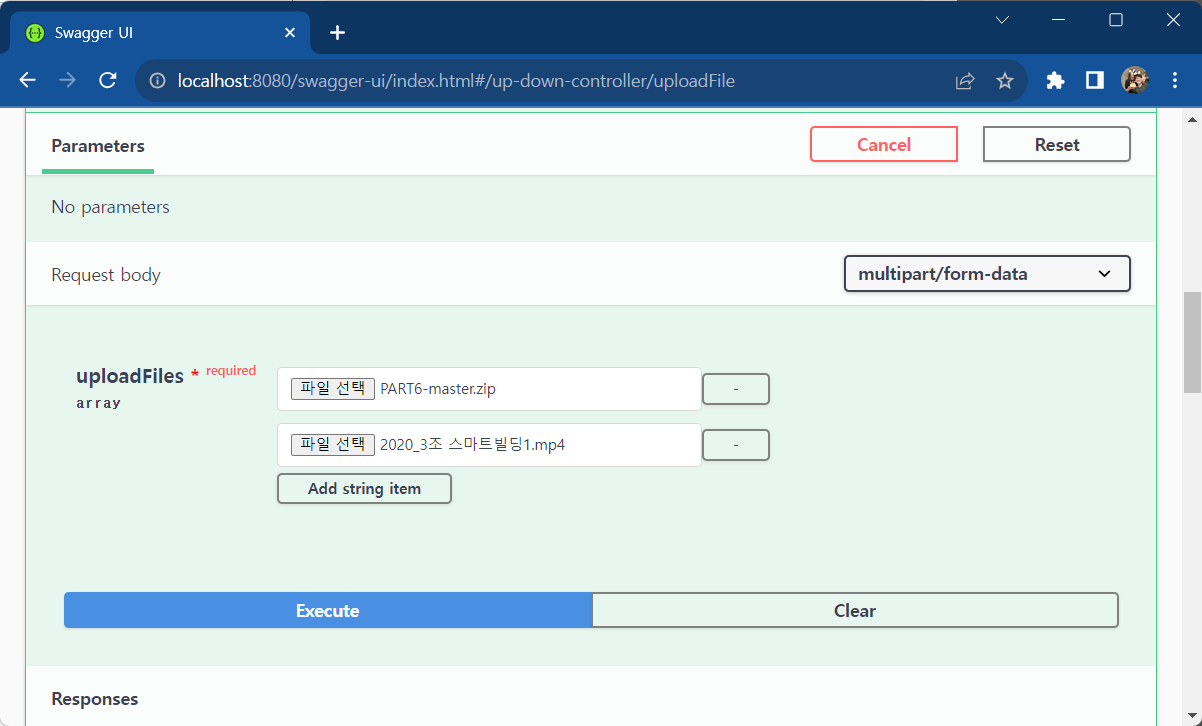 Swagger UI
localhost:8080/swagger-ui/index.html#/up-down-controller/uploadFile
Parameters
Cancel
Reset
No parameters
Request body
multipart/form-data
uploadFiles * required
array
파일 선택 PART6-master.zip
-
파일 선택 2020_3조 스마트빌딩1.mp4
-
Add string item
Execute
Clear
Responses